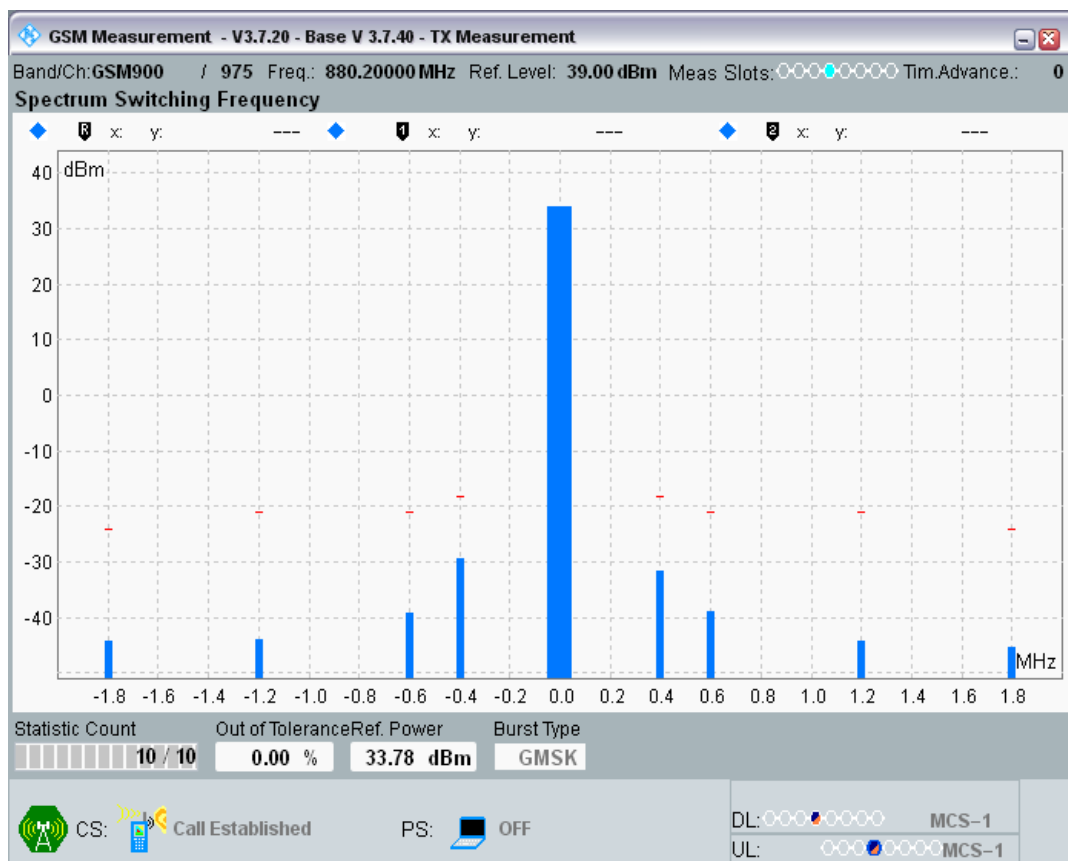 GSM Measurement - V3.7.20 - Base V 3.7.40 - TX Measurement
Band/Ch:GSM900 / 975 Freq.: 880.20000 MHz Ref. Level: 39.00 dBm Meas Slots: Tim.Advance.: 0
Spectrum Switching Frequency
R x: y: --- 1 x: y: --- 2 x: y: ---
dBm
40
30
20
10
0
-10
-20
-30
-40
MHz
-1.8 -1.6 -1.4 -1.2 -1.0 -0.8 -0.6 -0.4 -0.2 0.0 0.2 0.4 0.6 0.8 1.0 1.2 1.4 1.6 1.8
Statistic Count Out of Tolerance Ref. Power Burst Type
10 / 10 0.00 % 33.78 dBm GMSK
CS: Call Established PS: OFF
DL: MCS-1
UL: MCS-1